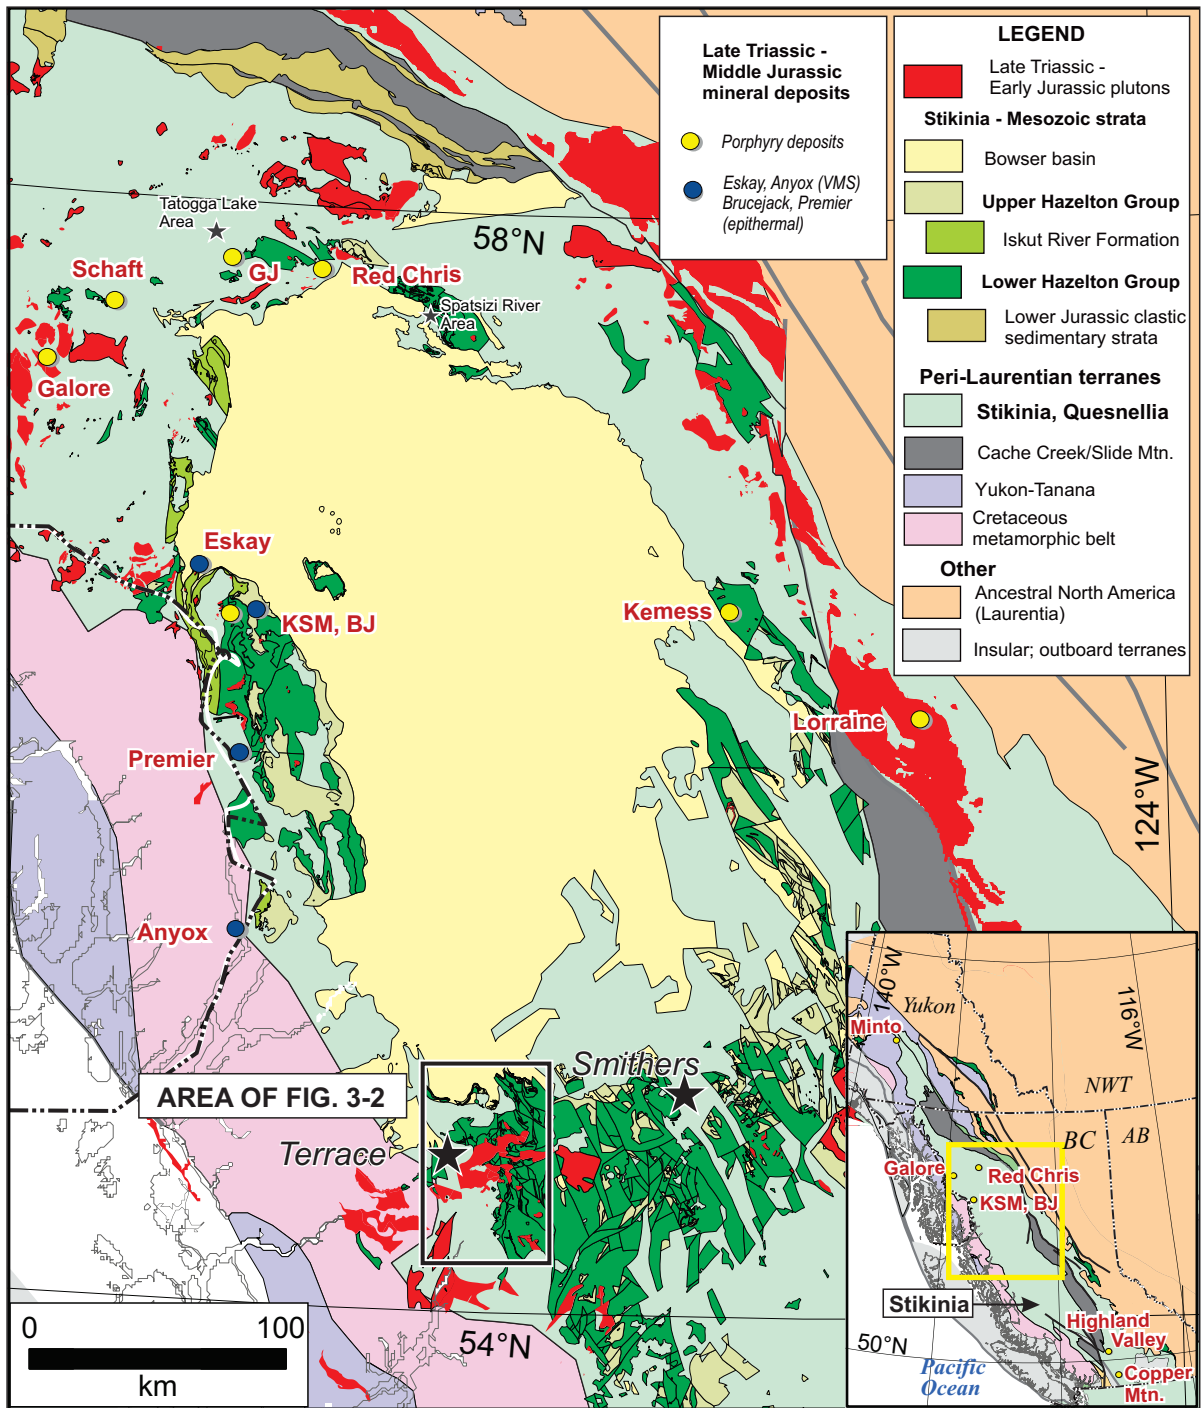 Late Triassic -
Middle Jurassic
mineral deposits
Porphyry deposits
Eskay, Anyox (VMS)
Brucejack, Premier
(epithermal)
LEGEND
Late Triassic -
Early Jurassic plutons
Stikinia - Mesozoic strata
Bowser basin
Upper Hazelton Group
Iskut River Formation
Lower Hazelton Group
Lower Jurassic clastic
sedimentary strata
Peri-Laurentian terranes
Stikinia, Quesnellia
Cache Creek/Slide Mtn.
Yukon-Tanana
Cretaceous
metamorphic belt
Other
Ancestral North America
(Laurentia)
Insular; outboard terranes
Tatogga Lake
Area
58°N
Schaft
GJ
Red Chris
Spatsizi River
Area
Galore
Eskay
KSM, BJ
Kemess
Lorraine
Premier
124°W
Anyox
Smithers
AREA OF FIG. 3-2
Terrace
54°N
0 100
km
140°W
Yukon
116°W
Minto
NWT
BC
AB
Galore
Red Chris
KSM, BJ
Stikinia
Highland
Valley
50°N
Pacific
Ocean
Copper
Mtn.